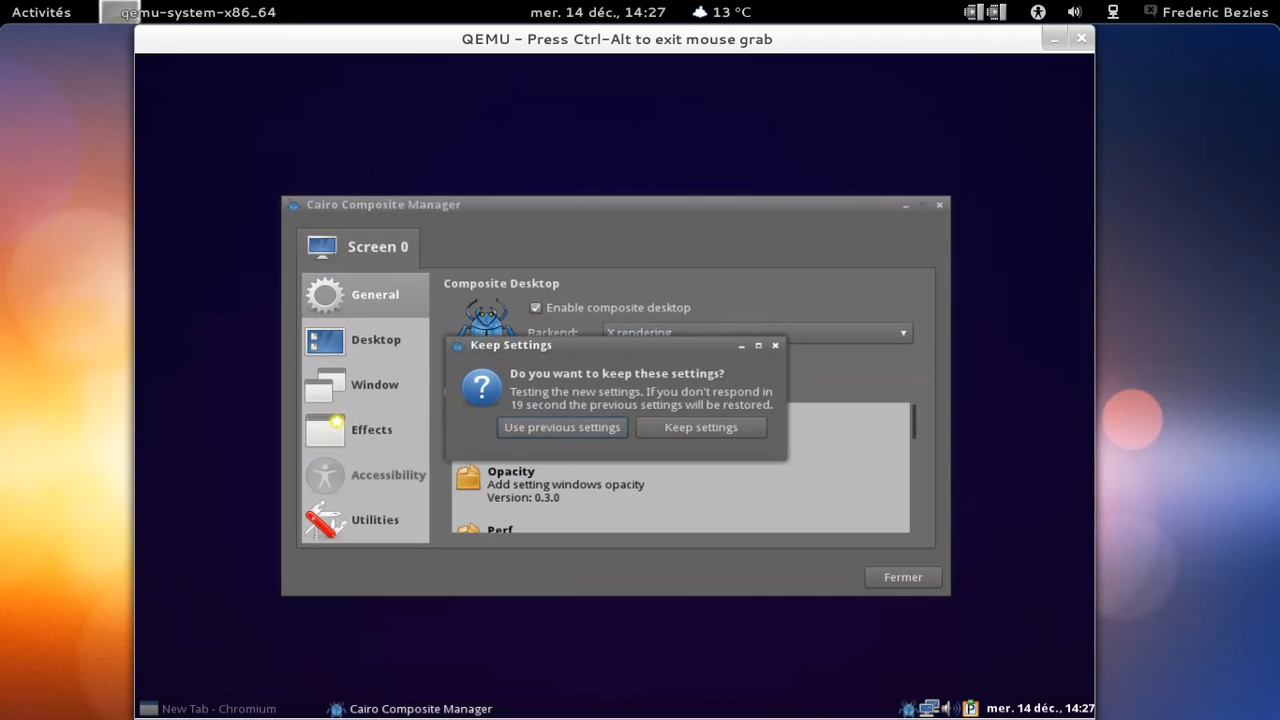 Activités
qemu-system-x86_64
mer. 14 déc., 14:27
13 °C
Frederic Bezies
QEMU - Press Ctrl-Alt to exit mouse grab
Cairo Composite Manager
Screen 0
General
Desktop
Window
Effects
Accessibility
Utilities
Composite Desktop
Enable composite desktop
Backend: X rendering
Keep Settings
Do you want to keep these settings?
Testing the new settings. If you don't respond in
19 second the previous settings will be restored.
Use previous settings
Keep settings
Opacity
Add setting windows opacity
Version: 0.3.0
Perf
Fermer
New Tab - Chromium
Cairo Composite Manager
mer. 14 déc., 14:27